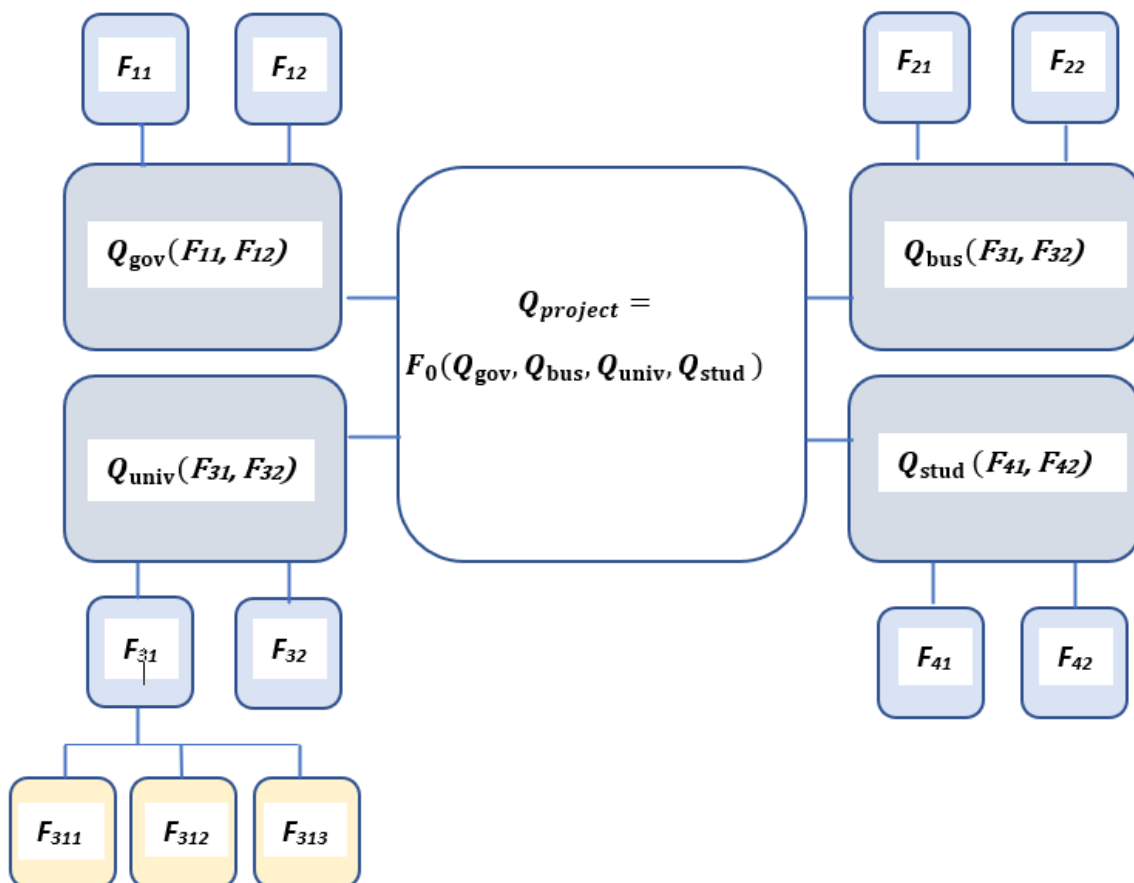 F11
F12
F21
F22
Qgov(F11, F12)
Qbus(F31, F32)
Qproject =
F0(Qgov, Qbus, Quniv, Qstud)
Quniv(F31, F32)
Qstud (F41, F42)
F31
F32
F41
F42
F311
F312
F313